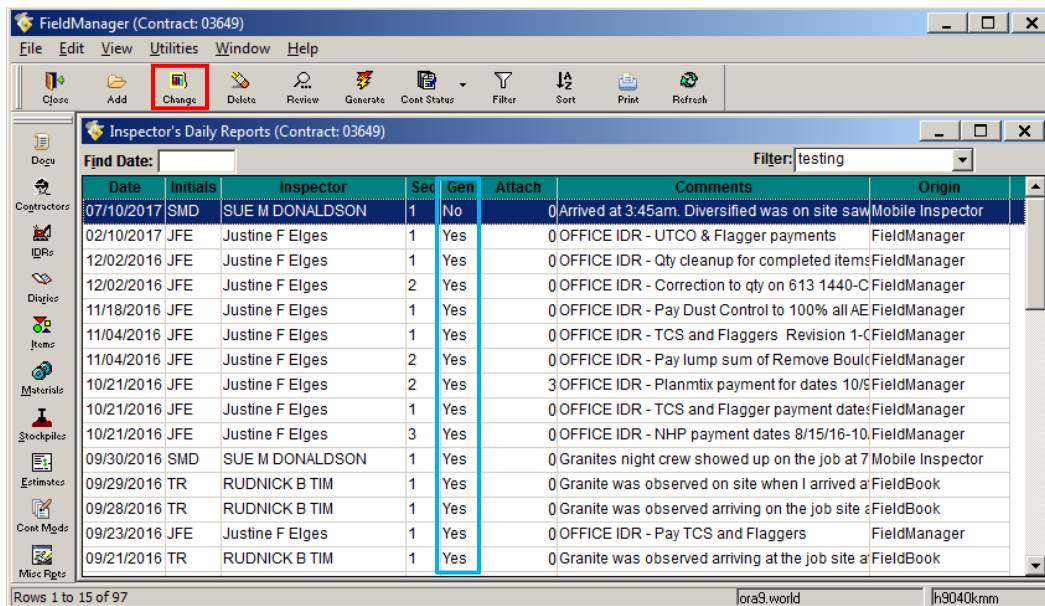 FieldManager (Contract: 03649)
File Edit View Utilities Window Help
Close Add Change Delete Review Generate Cont Status Filter Sort Print Refresh
Inspector's Daily Reports (Contract: 03649)
Find Date: Filter: testing
Date Initials Inspector Sec Gen Attach Comments Origin
07/10/2017 SMD SUE M DONALDSON 1 No 0 Arrived at 3:45am. Diversified was on site saw Mobile Inspector
02/10/2017 JFE Justine F Elges 1 Yes 0 OFFICE IDR - UTCO & Flagger payments FieldManager
12/02/2016 JFE Justine F Elges 1 Yes 0 OFFICE IDR - Qty cleanup for completed items FieldManager
12/02/2016 JFE Justine F Elges 2 Yes 0 OFFICE IDR - Correction to qty on 613 1440-C FieldManager
11/18/2016 JFE Justine F Elges 1 Yes 0 OFFICE IDR - Pay Dust Control to 100% all AE FieldManager
11/04/2016 JFE Justine F Elges 1 Yes 0 OFFICE IDR - TCS and Flaggers Revision 1- FieldManager
11/04/2016 JFE Justine F Elges 2 Yes 0 OFFICE IDR - Pay lump sum of Remove Boul FieldManager
10/21/2016 JFE Justine F Elges 2 Yes 3 OFFICE IDR - Planmtix payment for dates 10/9 FieldManager
10/21/2016 JFE Justine F Elges 1 Yes 0 OFFICE IDR - TCS and Flagger payment dates FieldManager
10/21/2016 JFE Justine F Elges 3 Yes 0 OFFICE IDR - NHP payment dates 8/15/16-10. FieldManager
09/30/2016 SMD SUE M DONALDSON 1 Yes 0 Granites night crew showed up on the job at 7 Mobile Inspector
09/29/2016 TR RUDNICK B TIM 1 Yes 0 Granite was observed on site when I arrived a FieldBook
09/28/2016 TR RUDNICK B TIM 1 Yes 0 Granite was observed arriving on the job site a FieldBook
09/23/2016 JFE Justine F Elges 1 Yes 0 OFFICE IDR - Pay TCS and Flaggers FieldManager
09/21/2016 TR RUDNICK B TIM 1 Yes 0 Granite was observed arriving at the job site a FieldBook
Docu
Contractors
IDRs
Diaries
Items
Materials
Stockpiles
Estimates
Cont Mods
Misc Rpts
Rows 1 to 15 of 97 ora9.world h9040kmm